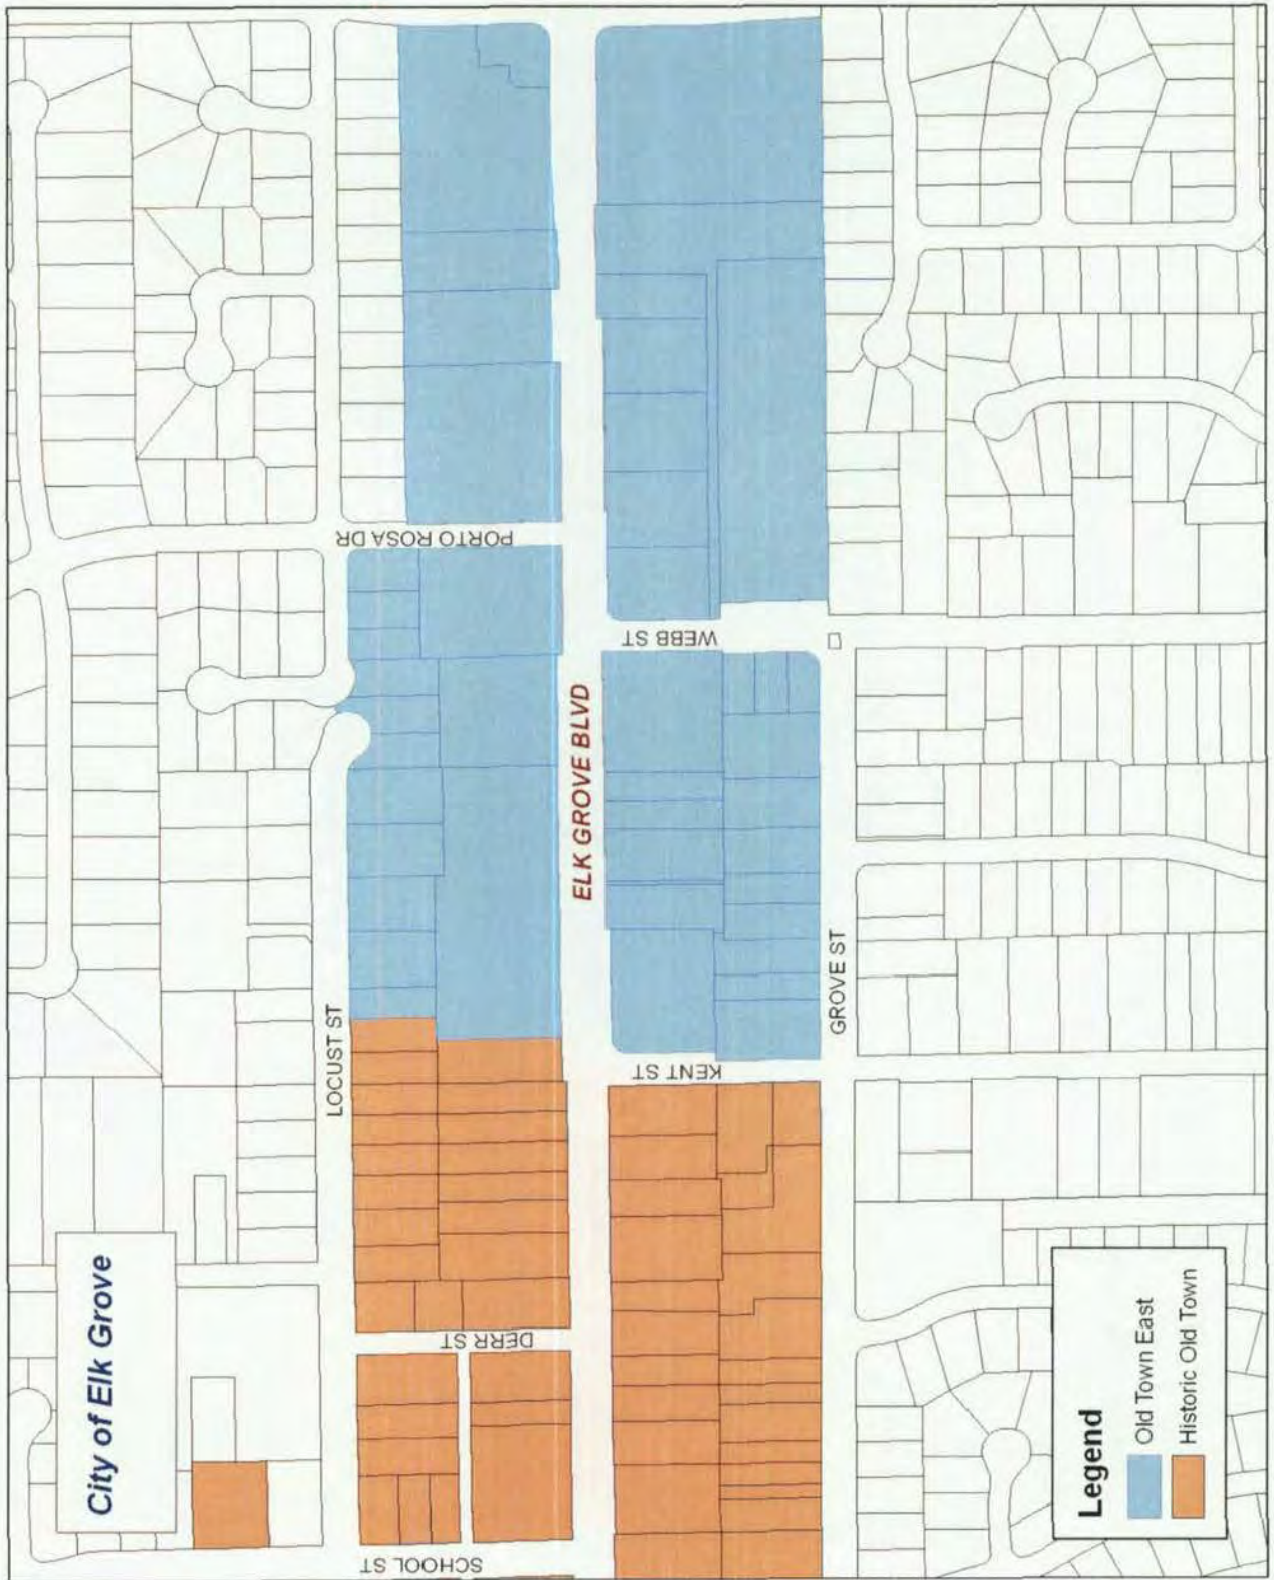 City of Elk Grove
LOCUST ST
PORTO ROSA DR
SCHOOL ST
DERR ST
ELK GROVE BLVD
KENT ST
WEBB ST
GROVE ST
Legend
Old Town East
Historic Old Town